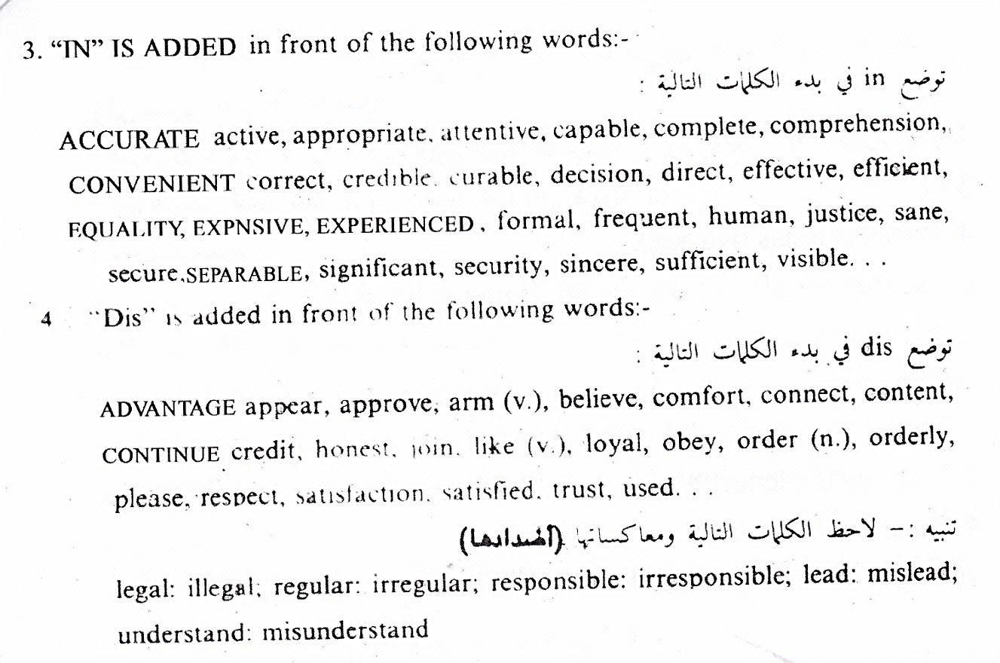 3. “IN” IS ADDED in front of the following words:-
توضع in في بدء الكلمات التالية :
ACCURATE active, appropriate, attentive, capable, complete, comprehension,
CONVENIENT correct, credible, curable, decision, direct, effective, efficient,
EQUALITY, EXPNSIVE, EXPERIENCED, formal, frequent, human, justice, sane,
secure, SEPARABLE, significant, security, sincere, sufficient, visible. . .
4 “Dis” is added in front of the following words:-
توضع dis في بدء الكلمات التالية :
ADVANTAGE appear, approve, arm (v.), believe, comfort, connect, content,
CONTINUE credit, honest, join, like (v.), loyal, obey, order (n.), orderly,
please, respect, satisfaction, satisfied, trust, used. . .
تنبيه :– لاحظ الكلمات التالية ومعاكساتها (أضدادها)
legal: illegal; regular: irregular; responsible: irresponsible; lead: mislead;
understand: misunderstand